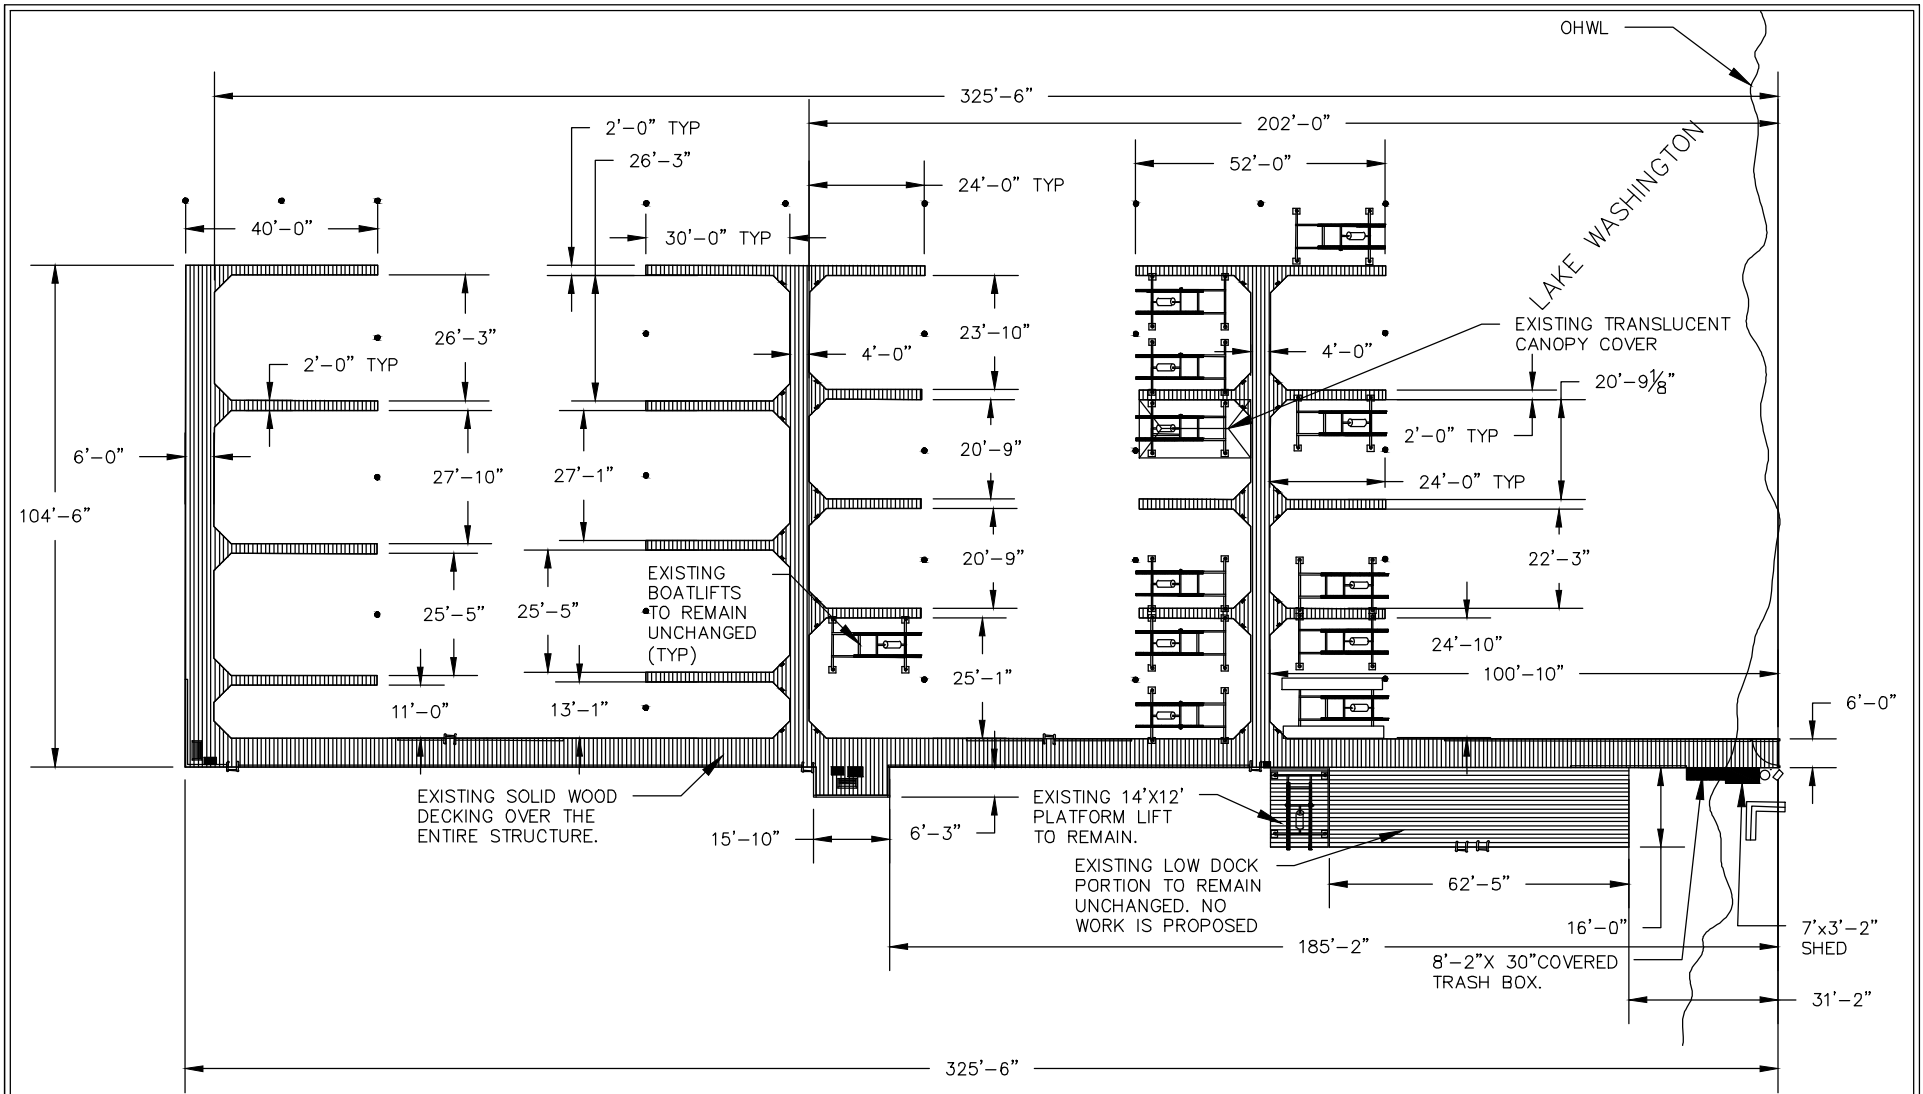 OHWL
325'-6"
202'-0"
2'-0" TYP
26'-3"
52'-0"
24'-0" TYP
LAKE WASHINGTON
40'-0"
30'-0" TYP
26'-3"
23'-10"
EXISTING TRANSLUCENT
CANOPY COVER
2'-0" TYP
4'-0"
4'-0"
20'-9⅛"
2'-0" TYP
6'-0"
27'-10"
27'-1"
20'-9"
24'-0" TYP
104'-6"
20'-9"
22'-3"
EXISTING
BOATLIFTS
TO REMAIN
UNCHANGED
(TYP)
25'-5"
25'-5"
24'-10"
25'-1"
100'-10"
11'-0"
13'-1"
6'-0"
EXISTING SOLID WOOD
DECKING OVER THE
ENTIRE STRUCTURE.
15'-10"
6'-3"
EXISTING 14'X12'
PLATFORM LIFT
TO REMAIN.
EXISTING LOW DOCK
PORTION TO REMAIN
UNCHANGED. NO
WORK IS PROPOSED
62'-5"
16'-0"
7'x3'-2"
SHED
185'-2"
8'-2"X 30"COVERED
TRASH BOX.
31'-2"
325'-6"